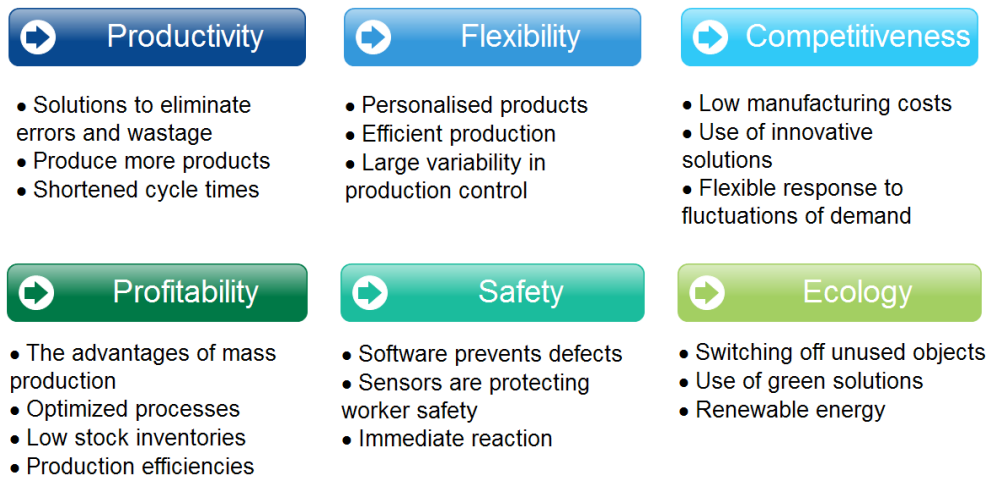 Productivity
• Solutions to eliminate
errors and wastage
• Produce more products
• Shortened cycle times
Flexibility
• Personalised products
• Efficient production
• Large variability in
production control
Competitiveness
• Low manufacturing costs
• Use of innovative
solutions
• Flexible response to
fluctuations of demand
Profitability
• The advantages of mass
production
• Optimized processes
• Low stock inventories
• Production efficiencies
Safety
• Software prevents defects
• Sensors are protecting
worker safety
• Immediate reaction
Ecology
• Switching off unused objects
• Use of green solutions
• Renewable energy